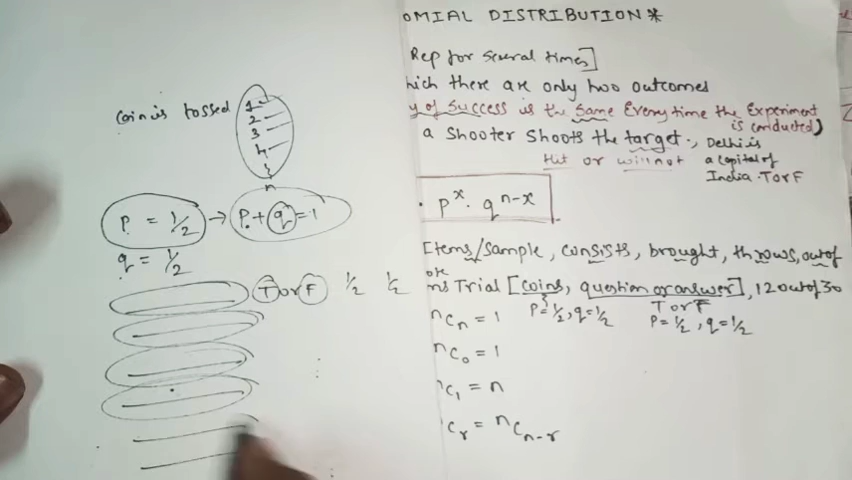 OMIAL DISTRIBUTION*
Rep for several times]
hich there are only two outcomes
y of success is the same Every time the Experiment
is conducted)
a shooter shoots the target.,
Hit or will not
Delhi is
a capital of
India. T or F
. p^x. q^n-x
Items/sample, consists, brought, throws, out of
ns Trial [coins, question or answer], 12 out of 30
p=1/2, q=1/2
T or F
p=1/2, q=1/2
nCn = 1
nC0 = 1
nC1 = n
Cr = nCn-r
coin is tossed
1
2
3
4
n
p = 1/2 → p+q=1
q = 1/2
T or F 1/2 1/2